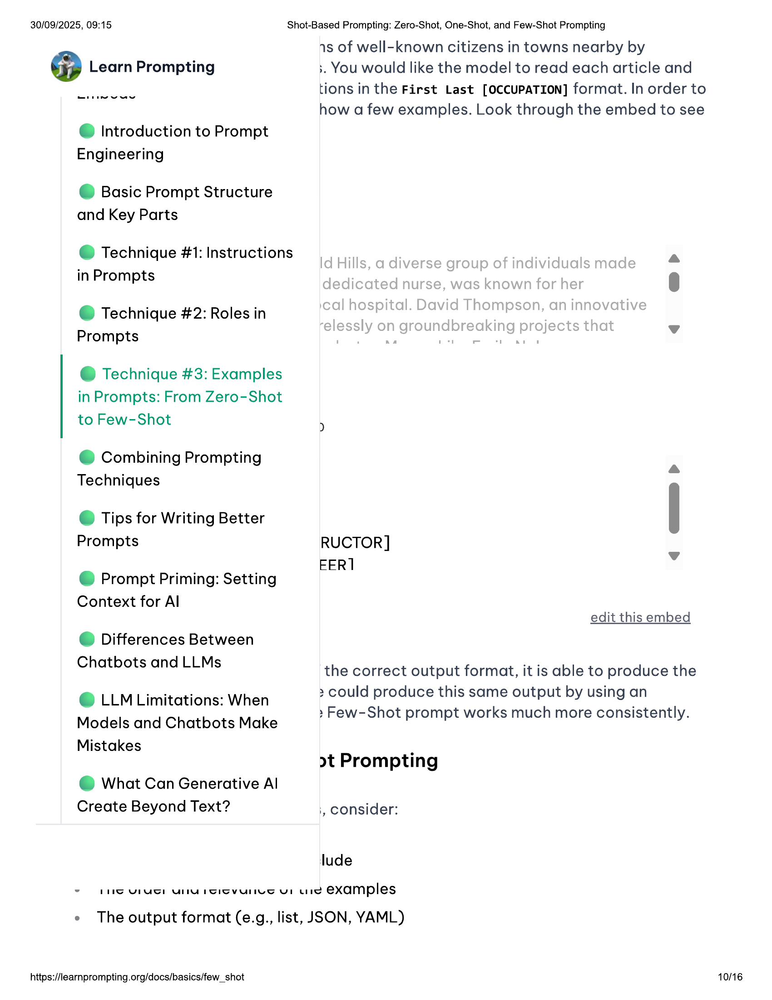 30/09/2025, 09:15
Shot-Based Prompting: Zero-Shot, One-Shot, and Few-Shot Prompting
Learn Prompting
Introduction to Prompt
Engineering
Basic Prompt Structure
and Key Parts
Technique #1: Instructions
in Prompts
Technique #2: Roles in
Prompts
Technique #3: Examples
in Prompts: From Zero-Shot
to Few-Shot
Combining Prompting
Techniques
Tips for Writing Better
Prompts
Prompt Priming: Setting
Context for AI
Differences Between
Chatbots and LLMs
LLM Limitations: When
Models and Chatbots Make
Mistakes
What Can Generative AI
Create Beyond Text?
of well-known citizens in towns nearby by
You would like the model to read each article and
in the First Last [OCCUPATION] format. In order to
how a few examples. Look through the embed to see
Hills, a diverse group of individuals made
dedicated nurse, was known for her
hospital. David Thompson, an innovative
on groundbreaking projects that
RUCTOR]
EER]
edit this embed
the correct output format, it is able to produce the
could produce this same output by using an
Few-Shot prompt works much more consistently.
Prompting
, consider:
lude
The order and relevance of the examples
The output format (e.g., list, JSON, YAML)
https://learnprompting.org/docs/basics/few_shot
10/16